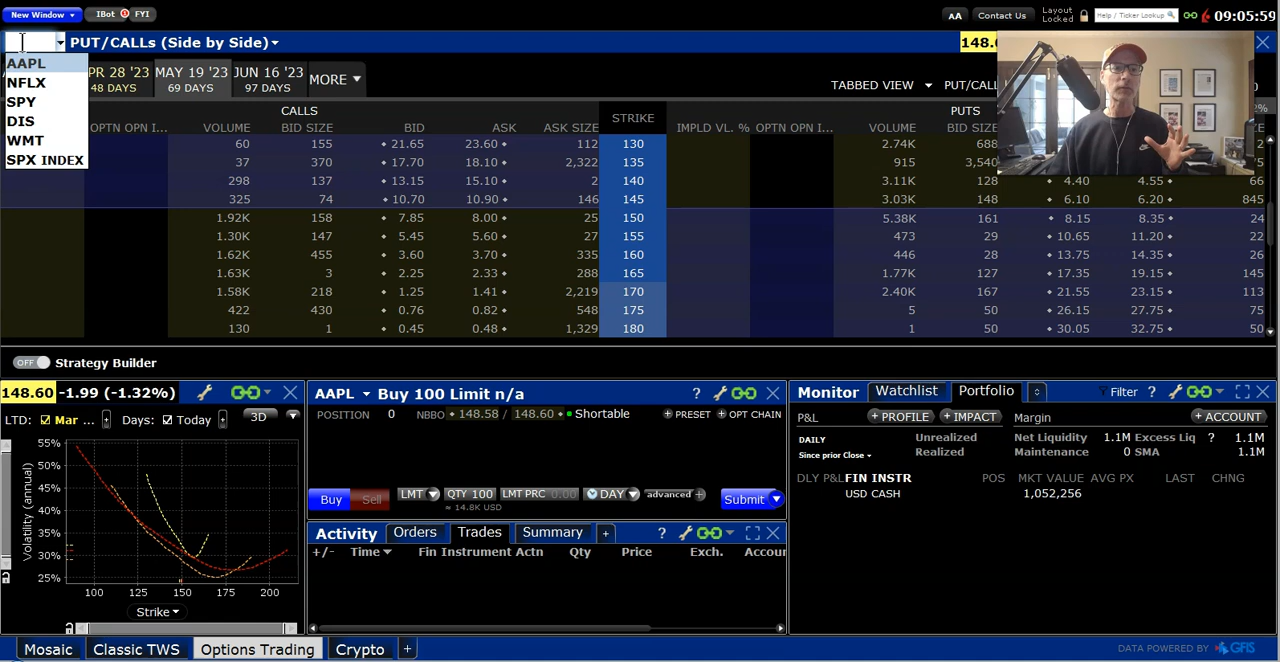 New Window IBot FYI AA Contact Us Layout Locked Help / Ticker Lookup 09:05:59
PUT/CALLs (Side by Side) 148.6
AAPL
NFLX
SPY
DIS
WMT
SPX INDEX
PR 28 '23 MAY 19 '23 JUN 16 '23 MORE
48 DAYS 69 DAYS 97 DAYS
TABBED VIEW PUT/CAL
CALLS PUTS
OPTN OPN I... VOLUME BID SIZE BID ASK ASK SIZE STRIKE IMPLD VL. % OPTN OPN I... VOLUME BID SIZE
60 155 21.65 23.60 112 130 2.74K 688
37 370 17.70 18.10 2,322 135 915 3,540
298 137 13.15 15.10 2 140 3.11K 128 4.40 4.55 66
325 74 10.70 10.90 146 145 3.03K 148 6.10 6.20 845
1.92K 158 7.85 8.00 25 150 5.38K 161 8.15 8.35 24
1.30K 147 5.45 5.60 27 155 473 29 10.65 11.20 22
1.62K 455 3.60 3.70 335 160 446 28 13.75 14.35 26
1.63K 3 2.25 2.33 288 165 1.77K 127 17.35 19.15 145
1.58K 218 1.25 1.41 2,219 170 2.40K 167 21.55 23.15 113
422 430 0.76 0.82 548 175 5 50 26.15 27.75 75
130 1 0.45 0.48 1,329 180 1 50 30.05 32.75 50
OFF Strategy Builder
148.60 -1.99 (-1.32%)
LTD: Mar ... Days: Today 3D
55%
50%
45%
40%
35%
30%
25%
Volatility (annual)
100 125 150 175 200
Strike
AAPL Buy 100 Limit n/a ?
POSITION 0 NBBO 148.58 / 148.60 Shortable + PRESET + OPT CHAIN
Buy Sell LMT QTY 100 LMT PRC 0.00 DAY advanced + Submit
≈ 14.8K USD
Activity Orders Trades Summary + ?
+/- Time Fin Instrument Actn Qty Price Exch. Accou
Monitor Watchlist Portfolio Filter ?
P&L + PROFILE + IMPACT Margin + ACCOUNT
DAILY Unrealized Net Liquidity 1.1M Excess Liq ? 1.1M
Since prior Close Realized Maintenance 0 SMA 1.1M
DLY P&L FIN INSTR POS MKT VALUE AVG PX LAST CHNG
USD CASH 1,052,256
Mosaic Classic TWS Options Trading Crypto + DATA POWERED BY GFIS